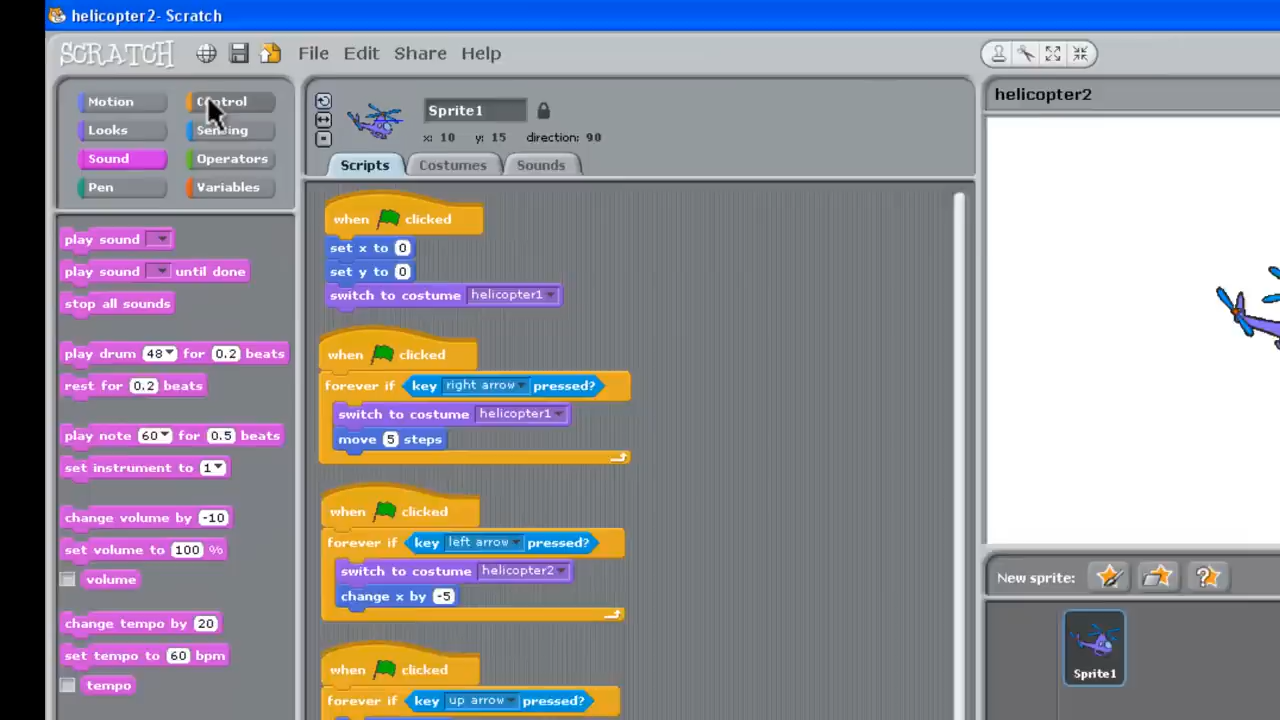 helicopter2- Scratch
SCRATCH File Edit Share Help
Motion Control
Looks Sensing
Sound Operators
Pen Variables
play sound
play sound until done
stop all sounds
play drum 48 for 0.2 beats
rest for 0.2 beats
play note 60 for 0.5 beats
set instrument to 1
change volume by -10
set volume to 100 %
volume
change tempo by 20
set tempo to 60 bpm
tempo
Sprite1
x: 10 y: 15 direction: 90
Scripts Costumes Sounds
when clicked
set x to 0
set y to 0
switch to costume helicopter1
when clicked
forever if key right arrow pressed?
switch to costume helicopter1
move 5 steps
when clicked
forever if key left arrow pressed?
switch to costume helicopter2
change x by -5
when clicked
forever if key up arrow pressed?
helicopter2
New sprite:
Sprite1